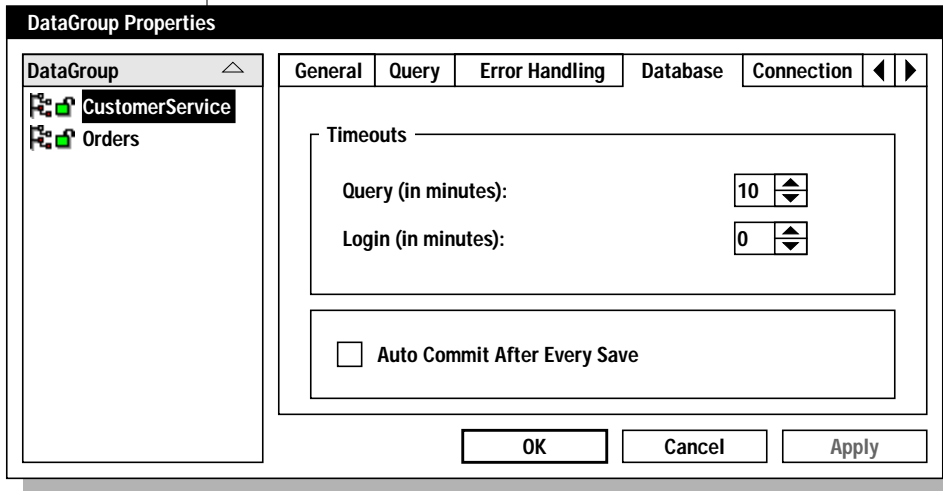 DataGroup Properties
DataGroup
CustomerService
Orders
General Query Error Handling Database Connection
Timeouts
Query (in minutes): 10
Login (in minutes): 0
Auto Commit After Every Save
OK Cancel Apply